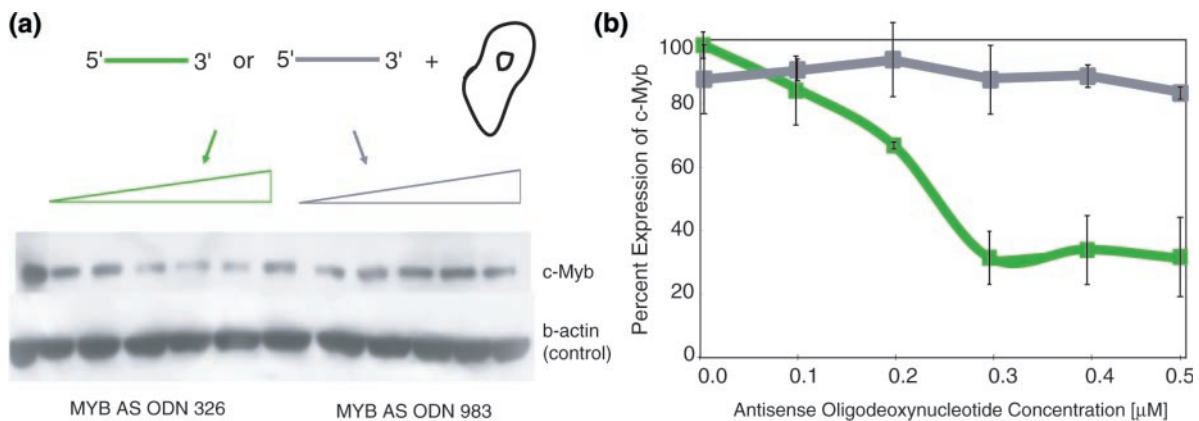 (a)
5' 3' or 5' 3' +
c-Myb
b-actin
(control)
MYB AS ODN 326 MYB AS ODN 983
(b)
Percent Expression of c-Myb
100
80
60
40
20
0
0.0 0.1 0.2 0.3 0.4 0.5
Antisense Oligodeoxynucleotide Concentration [µM]